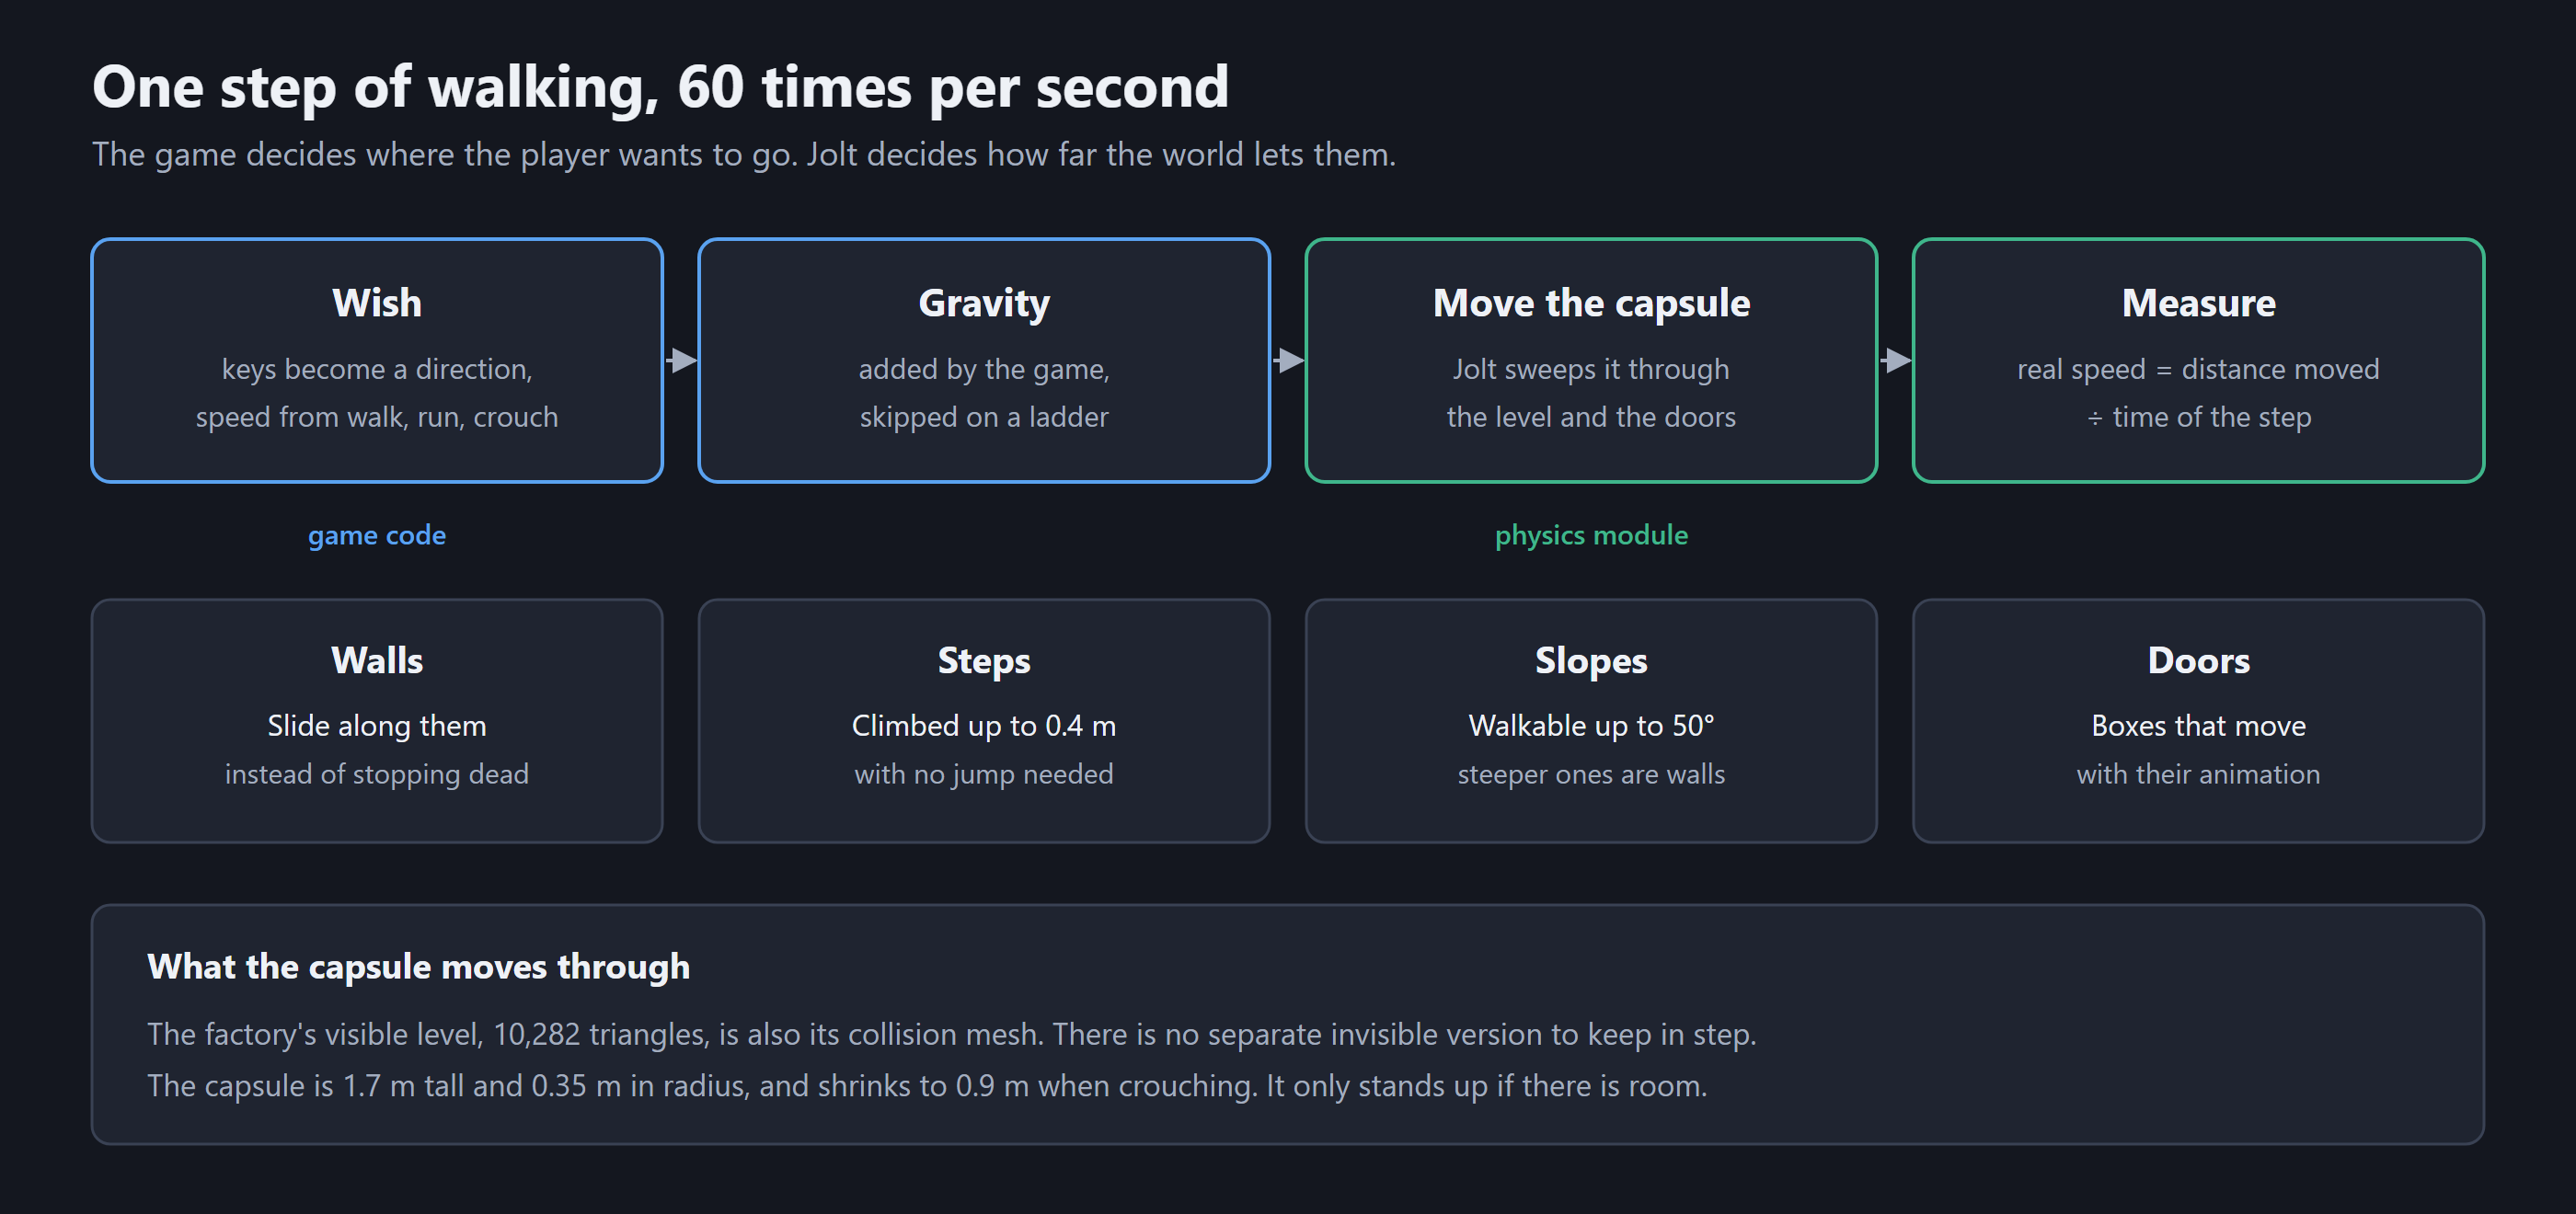 One step of walking, 60 times per second
The game decides where the player wants to go. Jolt decides how far the world lets them.
Wish
keys become a direction,
speed from walk, run, crouch
Gravity
added by the game,
skipped on a ladder
Move the capsule
Jolt sweeps it through
the level and the doors
Measure
real speed = distance moved
÷ time of the step
game code
physics module
Walls
Slide along them
instead of stopping dead
Steps
Climbed up to 0.4 m
with no jump needed
Slopes
Walkable up to 50°
steeper ones are walls
Doors
Boxes that move
with their animation
What the capsule moves through
The factory's visible level, 10,282 triangles, is also its collision mesh. There is no separate invisible version to keep in step.
The capsule is 1.7 m tall and 0.35 m in radius, and shrinks to 0.9 m when crouching. It only stands up if there is room.